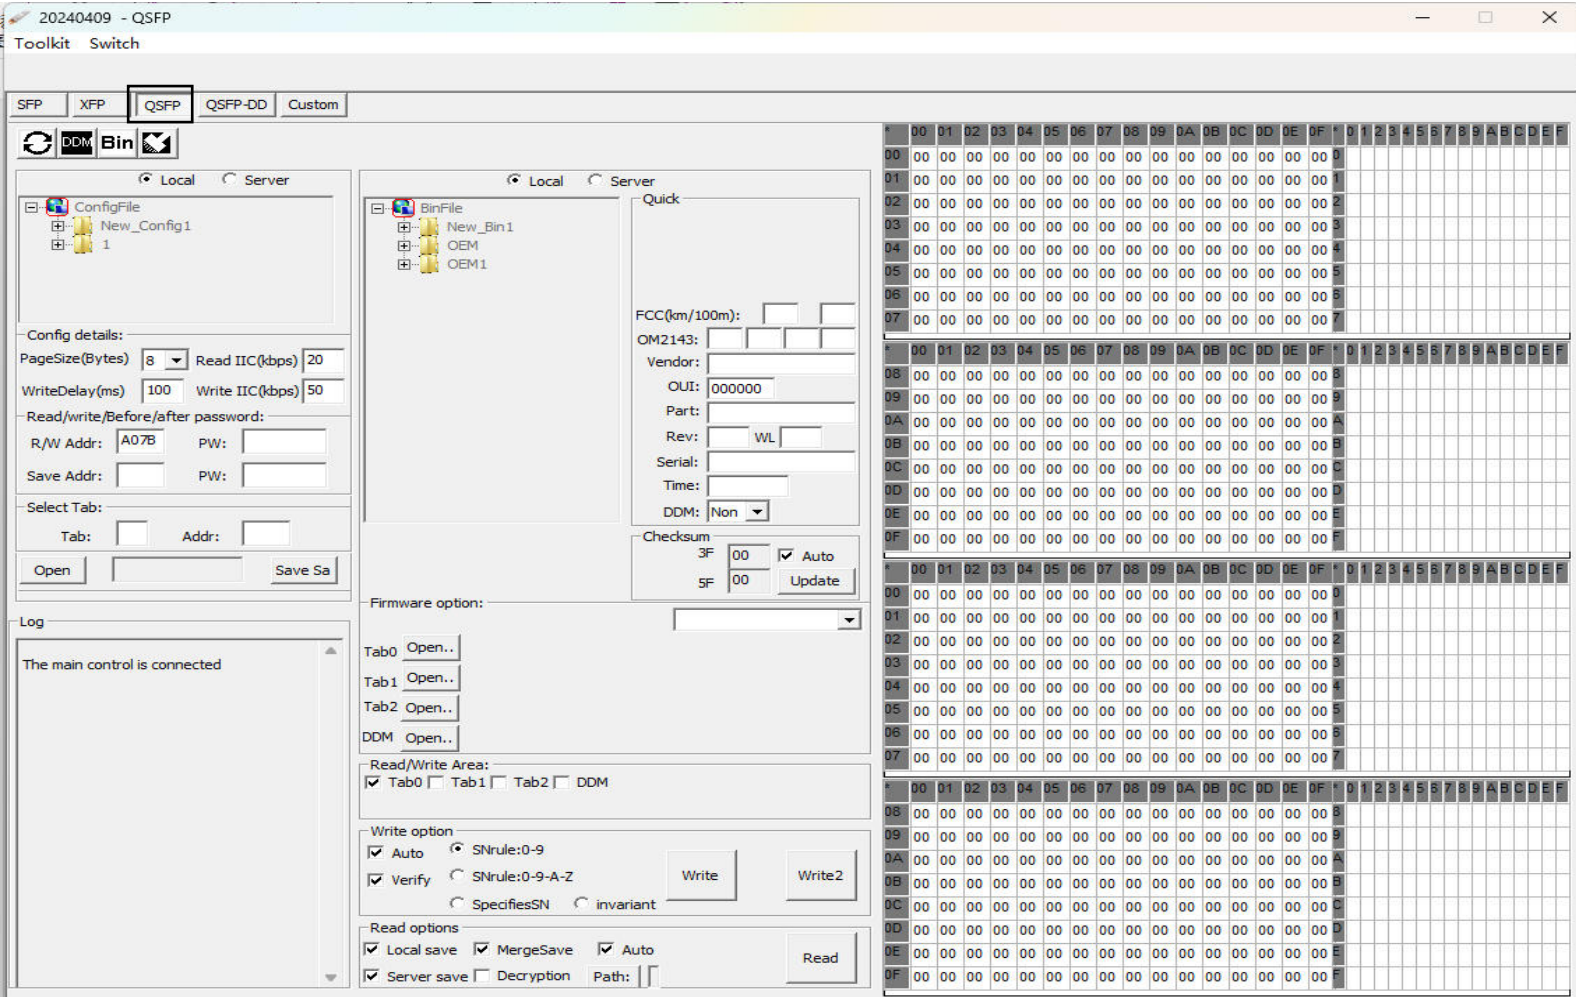 20240409 - QSFP
Toolkit Switch
SFP XFP QSFP QSFP-DD Custom
DDM Bin
Local Server
ConfigFile
New_Config1
1
Config details:
PageSize(Bytes) 8 Read IIC(kbps) 20
WriteDelay(ms) 100 Write IIC(kbps) 50
Read/write/Before/after password:
R/W Addr: A07B PW:
Save Addr: PW:
Select Tab:
Tab: Addr:
Open Save Sa
Log
The main control is connected
Local Server
BinFile
New_Bin1
OEM
OEM1
Quick
FCC(km/100m):
OM2143:
Vendor:
OUI: 000000
Part:
Rev: WL
Serial:
Time:
DDM: Non
Checksum
3F 00 Auto
5F 00 Update
Firmware option:
Tab0 Open..
Tab1 Open..
Tab2 Open..
DDM Open..
Read/Write Area:
Tab0 Tab1 Tab2 DDM
Write option
Auto SNrule:0-9
Verify SNrule:0-9-A-Z Write Write2
SpecifiesSN invariant
Read options
Local save MergeSave Auto Read
Server save Decryption Path:
* 00 01 02 03 04 05 06 07 08 09 0A 0B 0C 0D 0E 0F * 0 1 2 3 4 5 6 7 8 9 A B C D E F
00 00 00 00 00 00 00 00 00 00 00 00 00 00 00 00 00 0
01 00 00 00 00 00 00 00 00 00 00 00 00 00 00 00 00 1
02 00 00 00 00 00 00 00 00 00 00 00 00 00 00 00 00 2
03 00 00 00 00 00 00 00 00 00 00 00 00 00 00 00 00 3
04 00 00 00 00 00 00 00 00 00 00 00 00 00 00 00 00 4
05 00 00 00 00 00 00 00 00 00 00 00 00 00 00 00 00 5
06 00 00 00 00 00 00 00 00 00 00 00 00 00 00 00 00 6
07 00 00 00 00 00 00 00 00 00 00 00 00 00 00 00 00 7
* 00 01 02 03 04 05 06 07 08 09 0A 0B 0C 0D 0E 0F * 0 1 2 3 4 5 6 7 8 9 A B C D E F
08 00 00 00 00 00 00 00 00 00 00 00 00 00 00 00 00 8
09 00 00 00 00 00 00 00 00 00 00 00 00 00 00 00 00 9
0A 00 00 00 00 00 00 00 00 00 00 00 00 00 00 00 00 A
0B 00 00 00 00 00 00 00 00 00 00 00 00 00 00 00 00 B
0C 00 00 00 00 00 00 00 00 00 00 00 00 00 00 00 00 C
0D 00 00 00 00 00 00 00 00 00 00 00 00 00 00 00 00 D
0E 00 00 00 00 00 00 00 00 00 00 00 00 00 00 00 00 E
0F 00 00 00 00 00 00 00 00 00 00 00 00 00 00 00 00 F
* 00 01 02 03 04 05 06 07 08 09 0A 0B 0C 0D 0E 0F * 0 1 2 3 4 5 6 7 8 9 A B C D E F
00 00 00 00 00 00 00 00 00 00 00 00 00 00 00 00 00 0
01 00 00 00 00 00 00 00 00 00 00 00 00 00 00 00 00 1
02 00 00 00 00 00 00 00 00 00 00 00 00 00 00 00 00 2
03 00 00 00 00 00 00 00 00 00 00 00 00 00 00 00 00 3
04 00 00 00 00 00 00 00 00 00 00 00 00 00 00 00 00 4
05 00 00 00 00 00 00 00 00 00 00 00 00 00 00 00 00 5
06 00 00 00 00 00 00 00 00 00 00 00 00 00 00 00 00 6
07 00 00 00 00 00 00 00 00 00 00 00 00 00 00 00 00 7
* 00 01 02 03 04 05 06 07 08 09 0A 0B 0C 0D 0E 0F * 0 1 2 3 4 5 6 7 8 9 A B C D E F
08 00 00 00 00 00 00 00 00 00 00 00 00 00 00 00 00 8
09 00 00 00 00 00 00 00 00 00 00 00 00 00 00 00 00 9
0A 00 00 00 00 00 00 00 00 00 00 00 00 00 00 00 00 A
0B 00 00 00 00 00 00 00 00 00 00 00 00 00 00 00 00 B
0C 00 00 00 00 00 00 00 00 00 00 00 00 00 00 00 00 C
0D 00 00 00 00 00 00 00 00 00 00 00 00 00 00 00 00 D
0E 00 00 00 00 00 00 00 00 00 00 00 00 00 00 00 00 E
0F 00 00 00 00 00 00 00 00 00 00 00 00 00 00 00 00 F